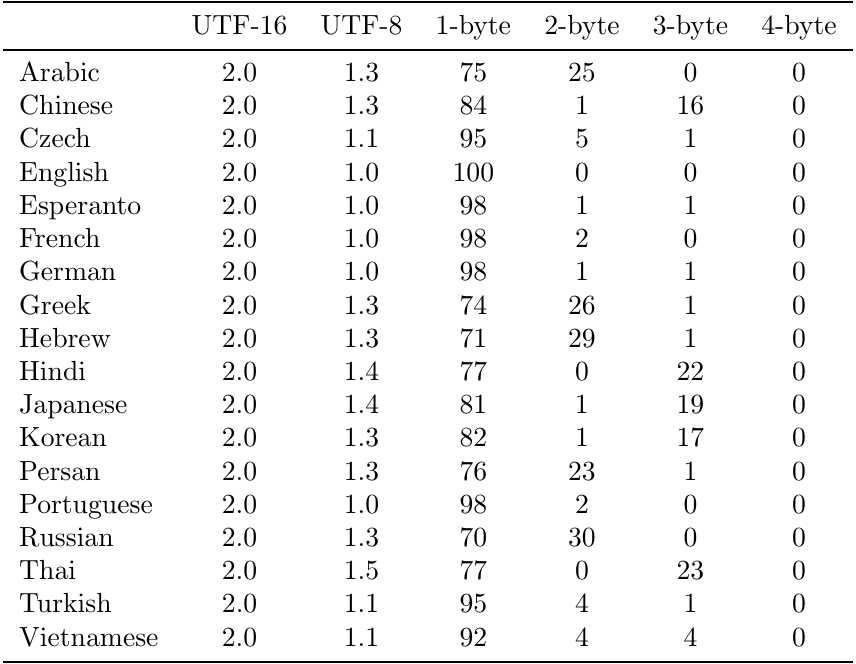 UTF-16 UTF-8 1-byte 2-byte 3-byte 4-byte
Arabic 2.0 1.3 75 25 0 0
Chinese 2.0 1.3 84 1 16 0
Czech 2.0 1.1 95 5 1 0
English 2.0 1.0 100 0 0 0
Esperanto 2.0 1.0 98 1 1 0
French 2.0 1.0 98 2 0 0
German 2.0 1.0 98 1 1 0
Greek 2.0 1.3 74 26 1 0
Hebrew 2.0 1.3 71 29 1 0
Hindi 2.0 1.4 77 0 22 0
Japanese 2.0 1.4 81 1 19 0
Korean 2.0 1.3 82 1 17 0
Persan 2.0 1.3 76 23 1 0
Portuguese 2.0 1.0 98 2 0 0
Russian 2.0 1.3 70 30 0 0
Thai 2.0 1.5 77 0 23 0
Turkish 2.0 1.1 95 4 1 0
Vietnamese 2.0 1.1 92 4 4 0